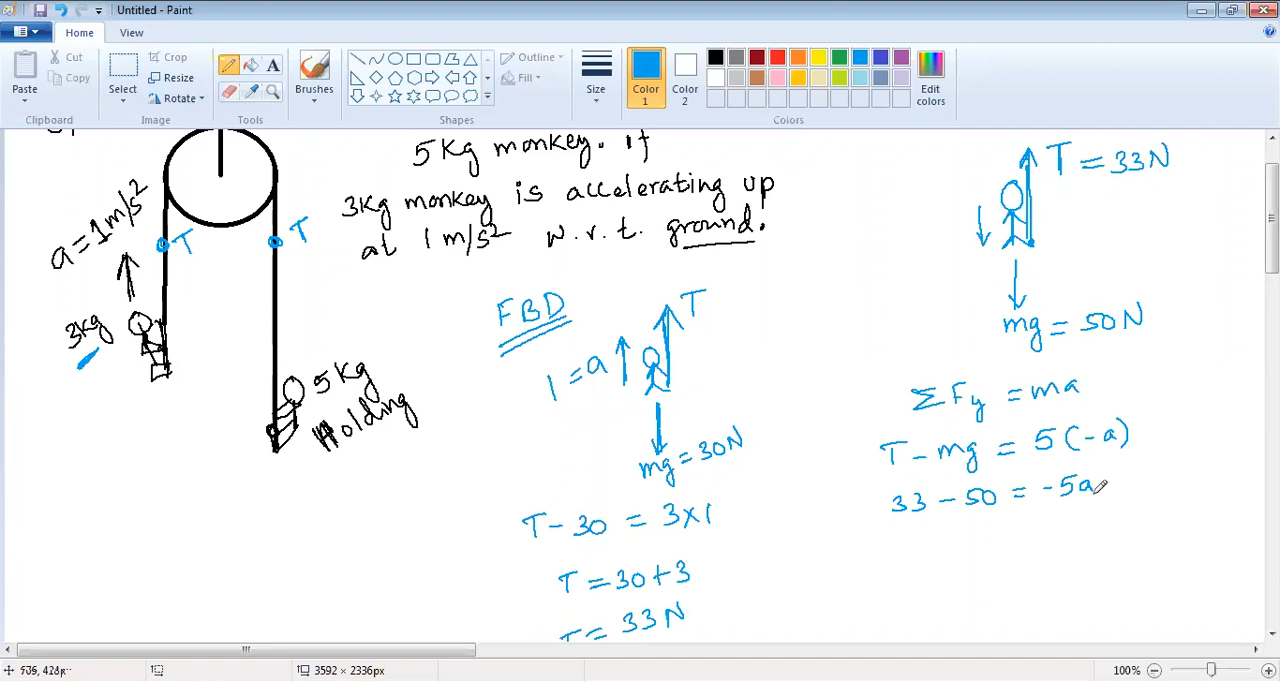 Untitled - Paint
Home
View
Paste
Cut
Copy
Clipboard
Select
Crop
Resize
Rotate
Image
A
Tools
Brushes
Outline
Fill
Shapes
Size
Color 1
Color 2
Edit colors
Colors
5Kg monkey. if
3Kg monkey is accelerating up
at 1 m/s² w.r.t. ground.
a = 1m/s²
T
T
3kg
5 Kg
Holding
FBD
T
1 = a
mg = 30N
T - 30 = 3×1
T = 30+3
T = 33N
T = 33N
mg = 50N
ΣFy = ma
T - mg = 5(-a)
33 - 50 = -5a
3592 × 2336px
100%